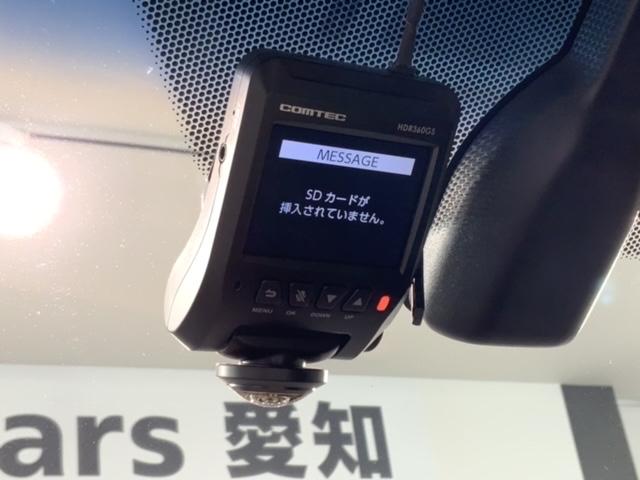 COMTEC
HDR360GS
MESSAGE
SDカードが
挿入されていません。
MENU OK DOWN UP
ars 愛知